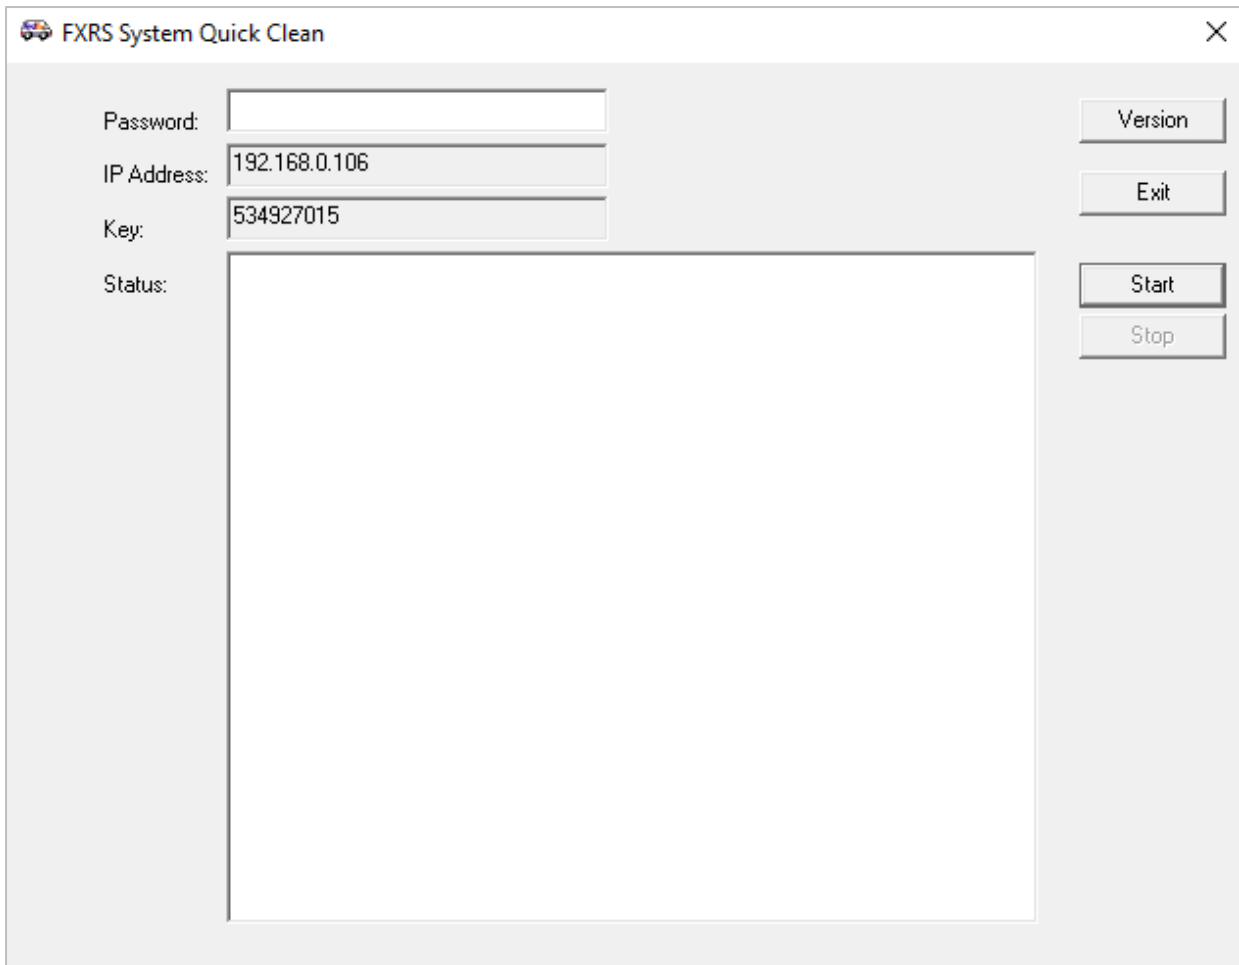 FXRS System Quick Clean
Password:
Version
IP Address: 192.168.0.106
Exit
Key: 534927015
Status:
Start
Stop